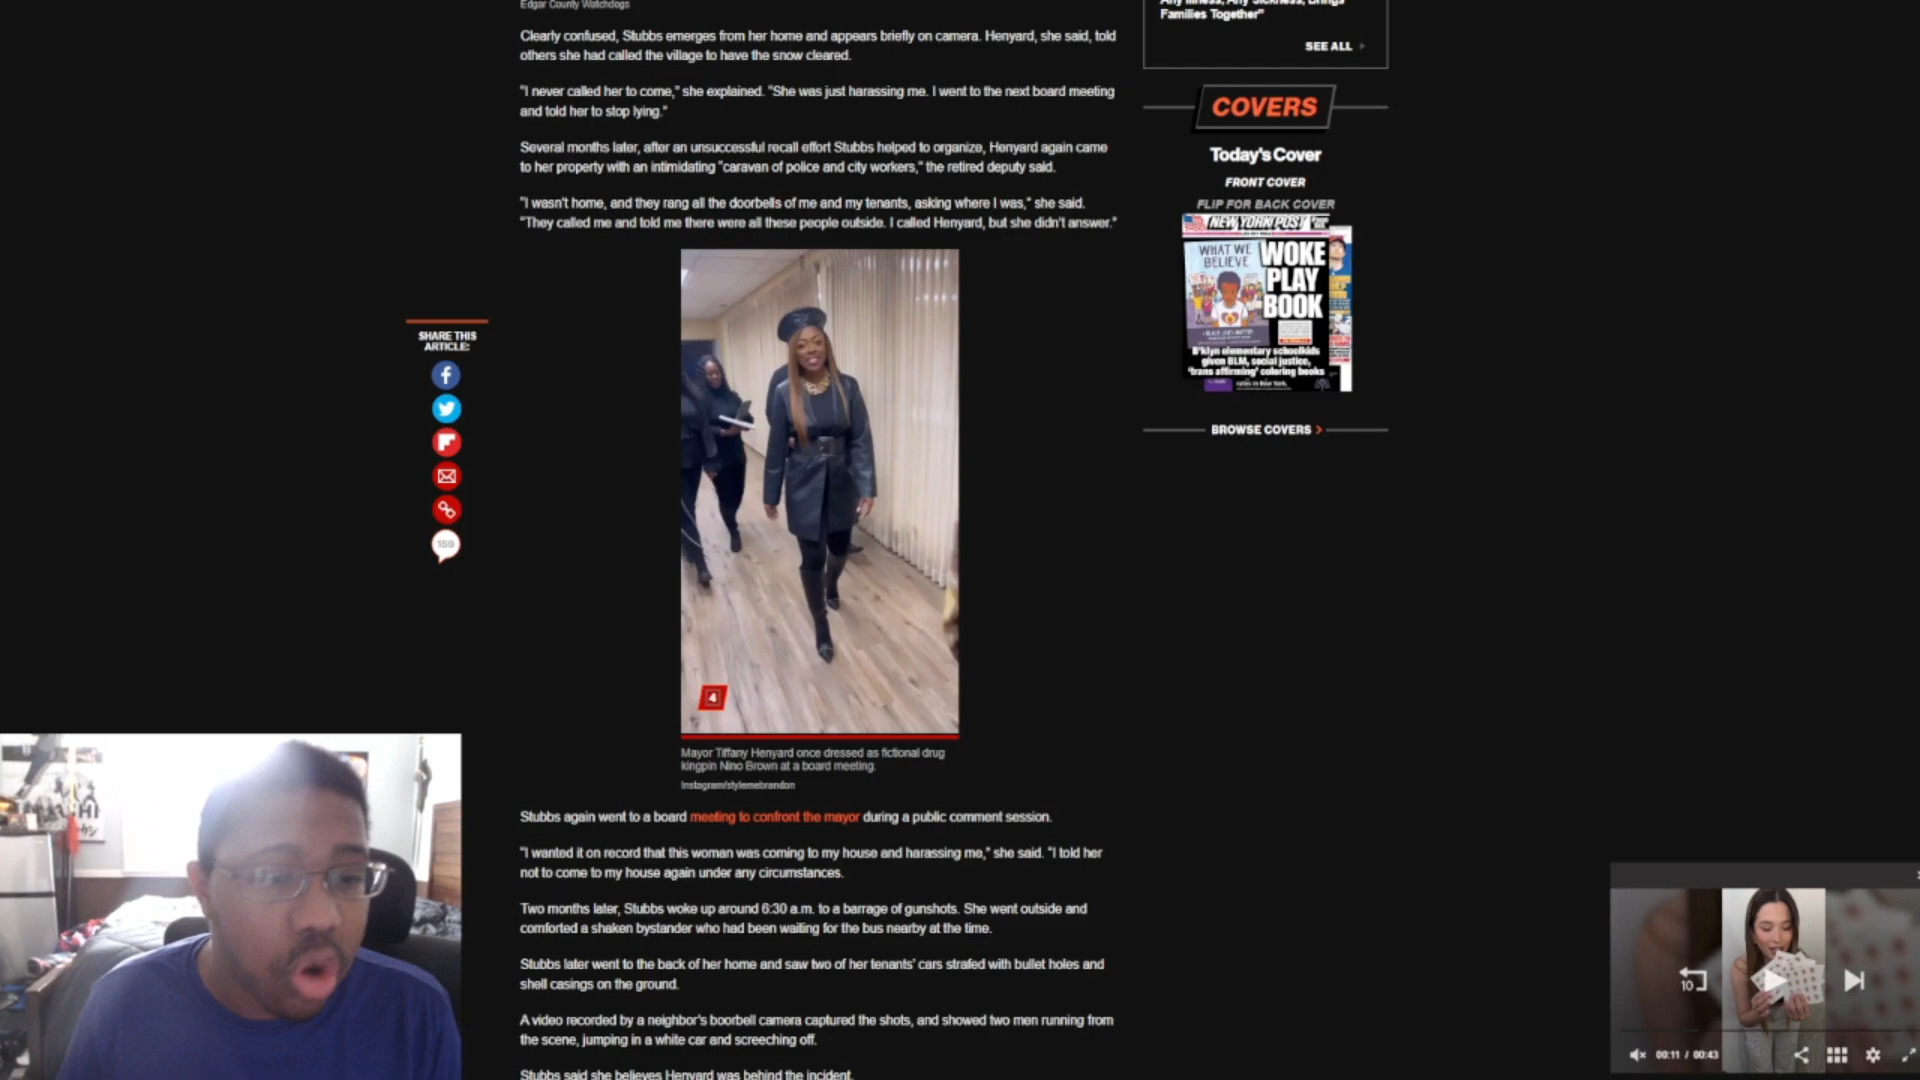 Edgar County Watchdogs
Clearly confused, Stubbs emerges from her home and appears briefly on camera. Henyard, she said, told
others she had called the village to have the snow cleared.
"I never called her to come," she explained. "She was just harassing me. I went to the next board meeting
and told her to stop lying."
Several months later, after an unsuccessful recall effort Stubbs helped to organize, Henyard again came
to her property with an intimidating "caravan of police and city workers," the retired deputy said.
"I wasn't home, and they rang all the doorbells of me and my tenants, asking where I was," she said.
"They called me and told me there were all these people outside. I called Henyard, but she didn't answer."
SHARE THIS
ARTICLE:
159
4
Mayor Tiffany Henyard once dressed as fictional drug
kingpin Nino Brown at a board meeting.
Instagram/stylemebrandon
Stubbs again went to a board meeting to confront the mayor during a public comment session.
"I wanted it on record that this woman was coming to my house and harassing me," she said. "I told her
not to come to my house again under any circumstances.
Two months later, Stubbs woke up around 6:30 a.m. to a barrage of gunshots. She went outside and
comforted a shaken bystander who had been waiting for the bus nearby at the time.
Stubbs later went to the back of her home and saw two of her tenants' cars strafed with bullet holes and
shell casings on the ground.
A video recorded by a neighbor's boorbell camera captured the shots, and showed two men running from
the scene, jumping in a white car and screeching off.
Stubbs said she believes Henyard was behind the incident.
Any Illness, Any Sickness, Brings
Families Together"
SEE ALL
COVERS
Today's Cover
FRONT COVER
FLIP FOR BACK COVER
NEW YORK POST
WHAT WE
BELIEVE
WOKE
PLAY
BOOK
B'klyn elementary schoolkids
given BLM, social justice,
'trans affirming' coloring books
BROWSE COVERS
10
00:11 / 00:43